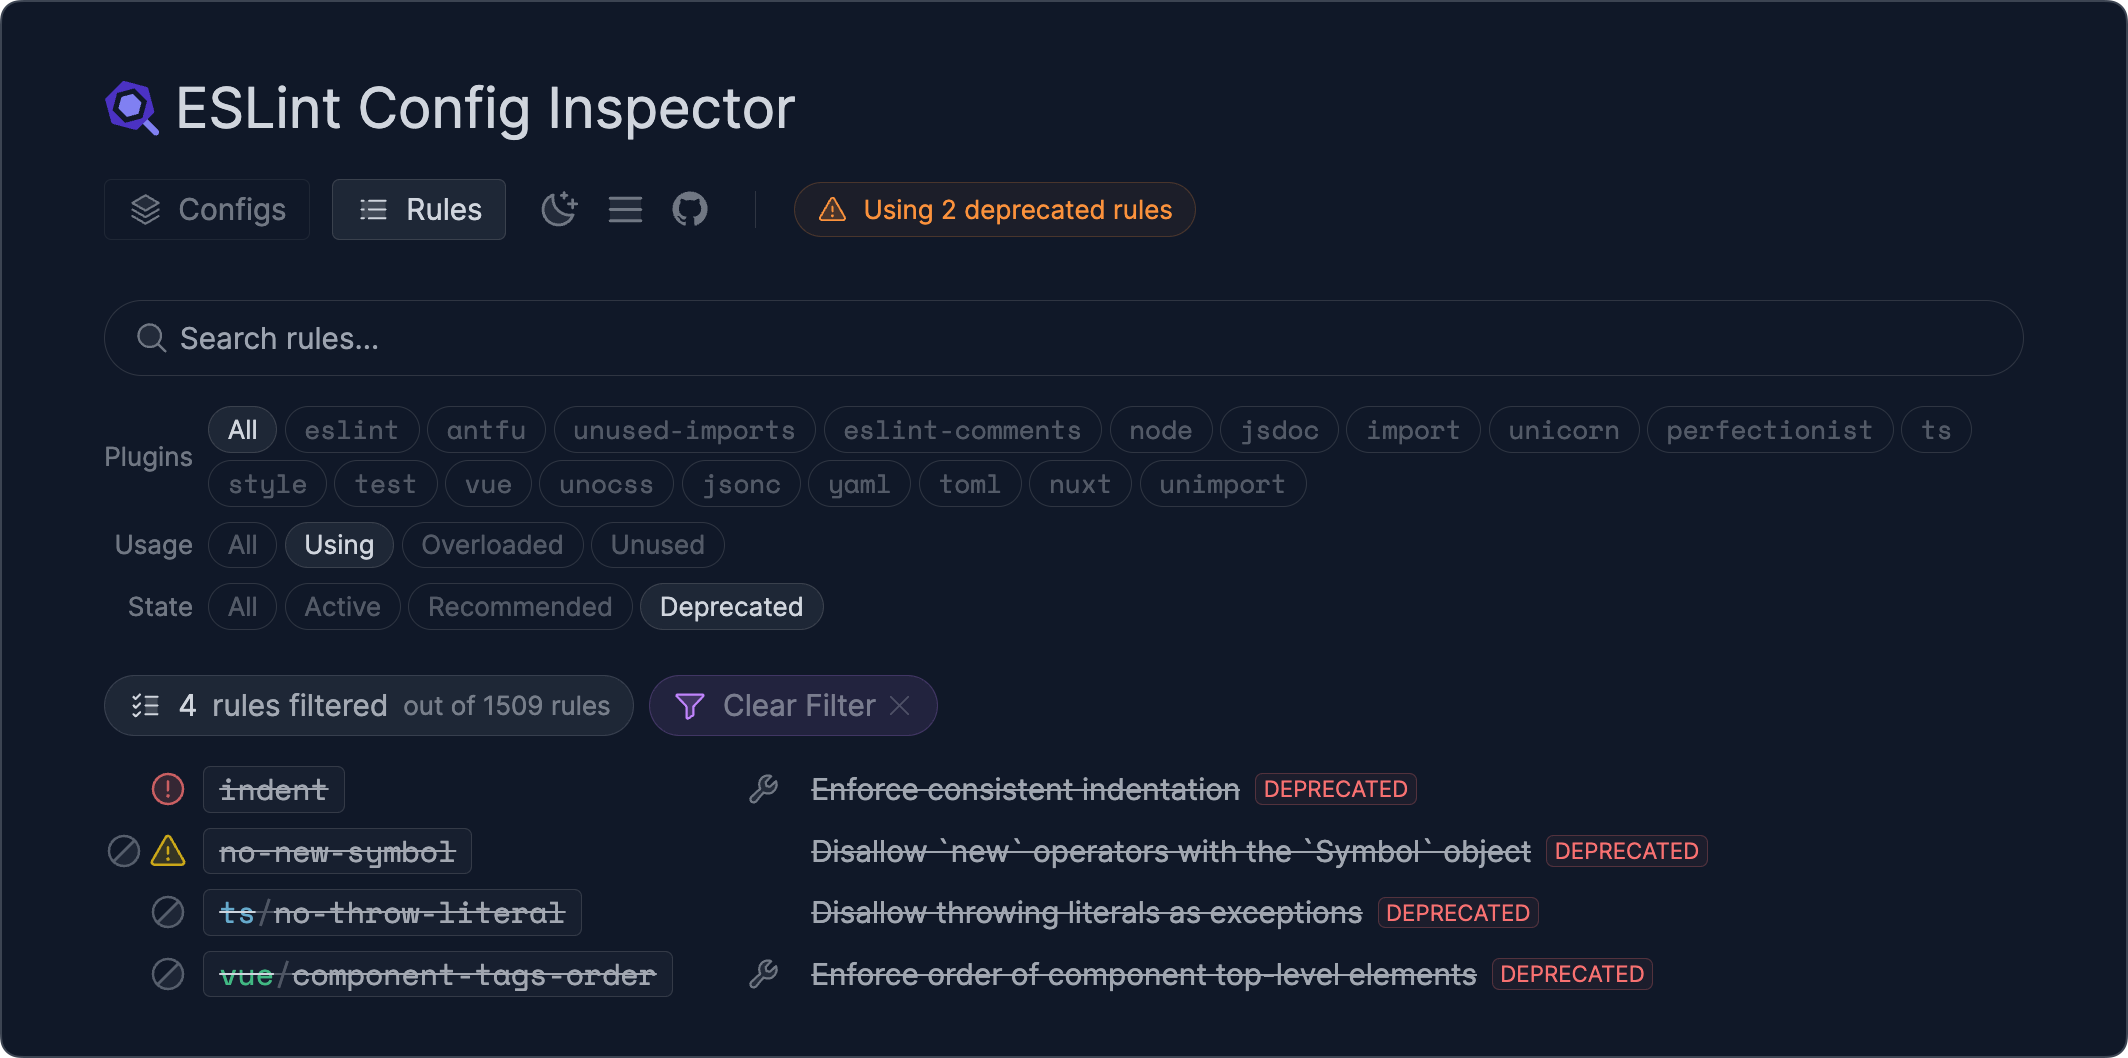 ESLint Config Inspector
Configs Rules Using 2 deprecated rules
Search rules...
Plugins All eslint antfu unused-imports eslint-comments node jsdoc import unicorn perfectionist ts
style test vue unocss jsonc yaml toml nuxt unimport
Usage All Using Overloaded Unused
State All Active Recommended Deprecated
4 rules filtered out of 1509 rules Clear Filter
indent Enforce consistent indentation DEPRECATED
no-new-symbol Disallow `new` operators with the `Symbol` object DEPRECATED
ts/no-throw-literal Disallow throwing literals as exceptions DEPRECATED
vue/component-tags-order Enforce order of component top-level elements DEPRECATED